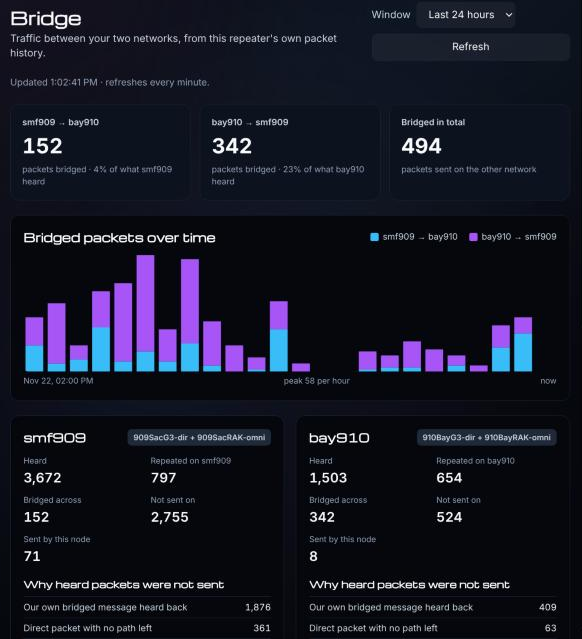 Bridge
Window
Last 24 hours
Traffic between your two networks, from this repeater's own packet
history.
Refresh
Updated 1:02:41 PM · refreshes every minute.
smf909 → bay910
152
packets bridged · 4% of what smf909
heard
bay910 → smf909
342
packets bridged · 23% of what bay910
heard
Bridged in total
494
packets sent on the other network
Bridged packets over time
smf909 → bay910
bay910 → smf909
Nov 22, 02:00 PM
peak 58 per hour
now
smf909
909SacG3-dir + 909SacRAK-omni
Heard
Repeated on smf909
3,672
797
Bridged across
Not sent on
152
2,755
Sent by this node
71
Why heard packets were not sent
Our own bridged message heard back 1,876
Direct packet with no path left 361
bay910
910BayG3-dir + 910BayRAK-omni
Heard
Repeated on bay910
1,503
654
Bridged across
Not sent on
342
524
Sent by this node
8
Why heard packets were not sent
Our own bridged message heard back 409
Direct packet with no path left 63